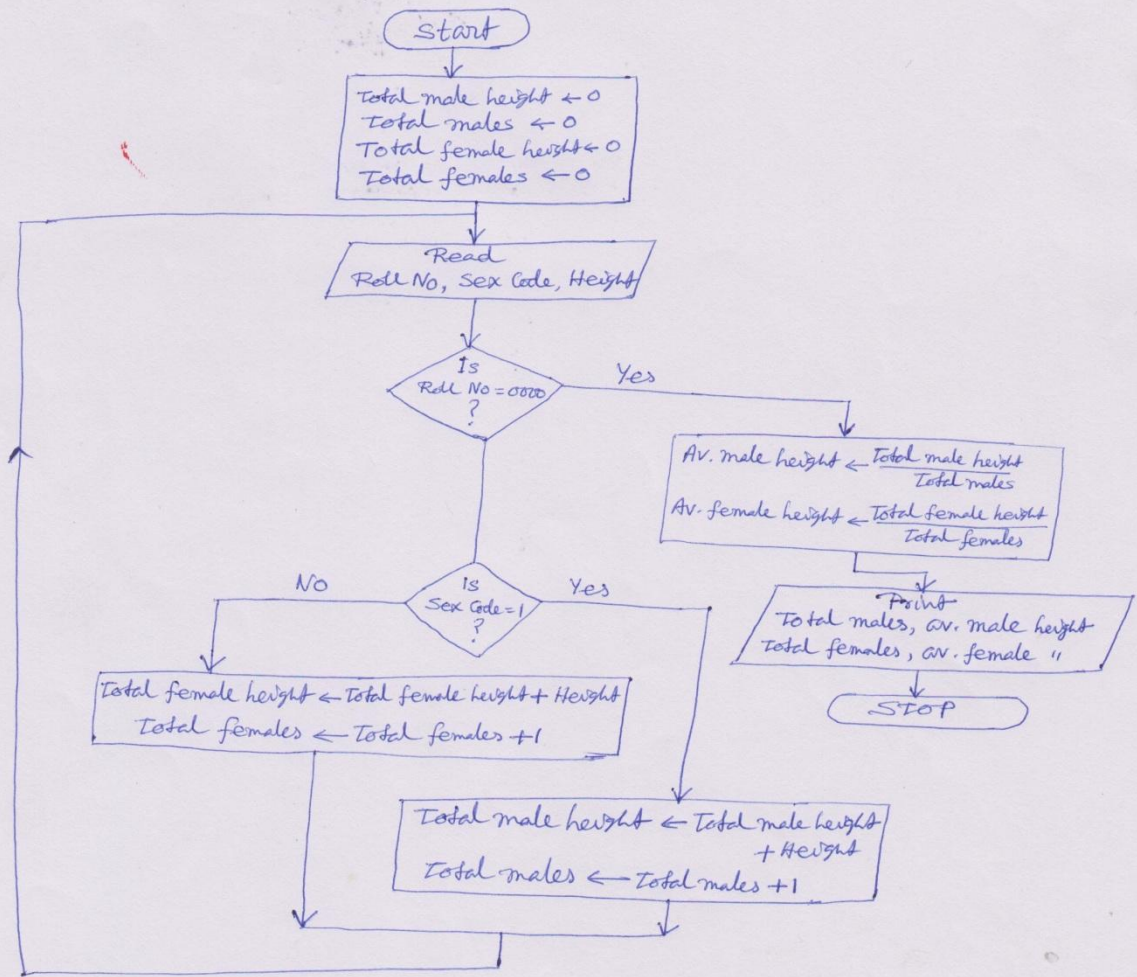 Start
Total male height ← 0
Total males ← 0
Total female height ← 0
Total females ← 0
Read
Roll No, Sex Code, Height
Is
Roll No = 0000
?
Yes
Av. male height ← Total male height
Total males
Av. female height ← Total female height
Total females
Print
Total males, av. male height
Total females, av. female "
STOP
Is
Sex Code = 1
?
No
Yes
Total female height ← Total female height + Height
Total females ← Total females + 1
Total male height ← Total male height
+ Height
Total males ← Total males + 1